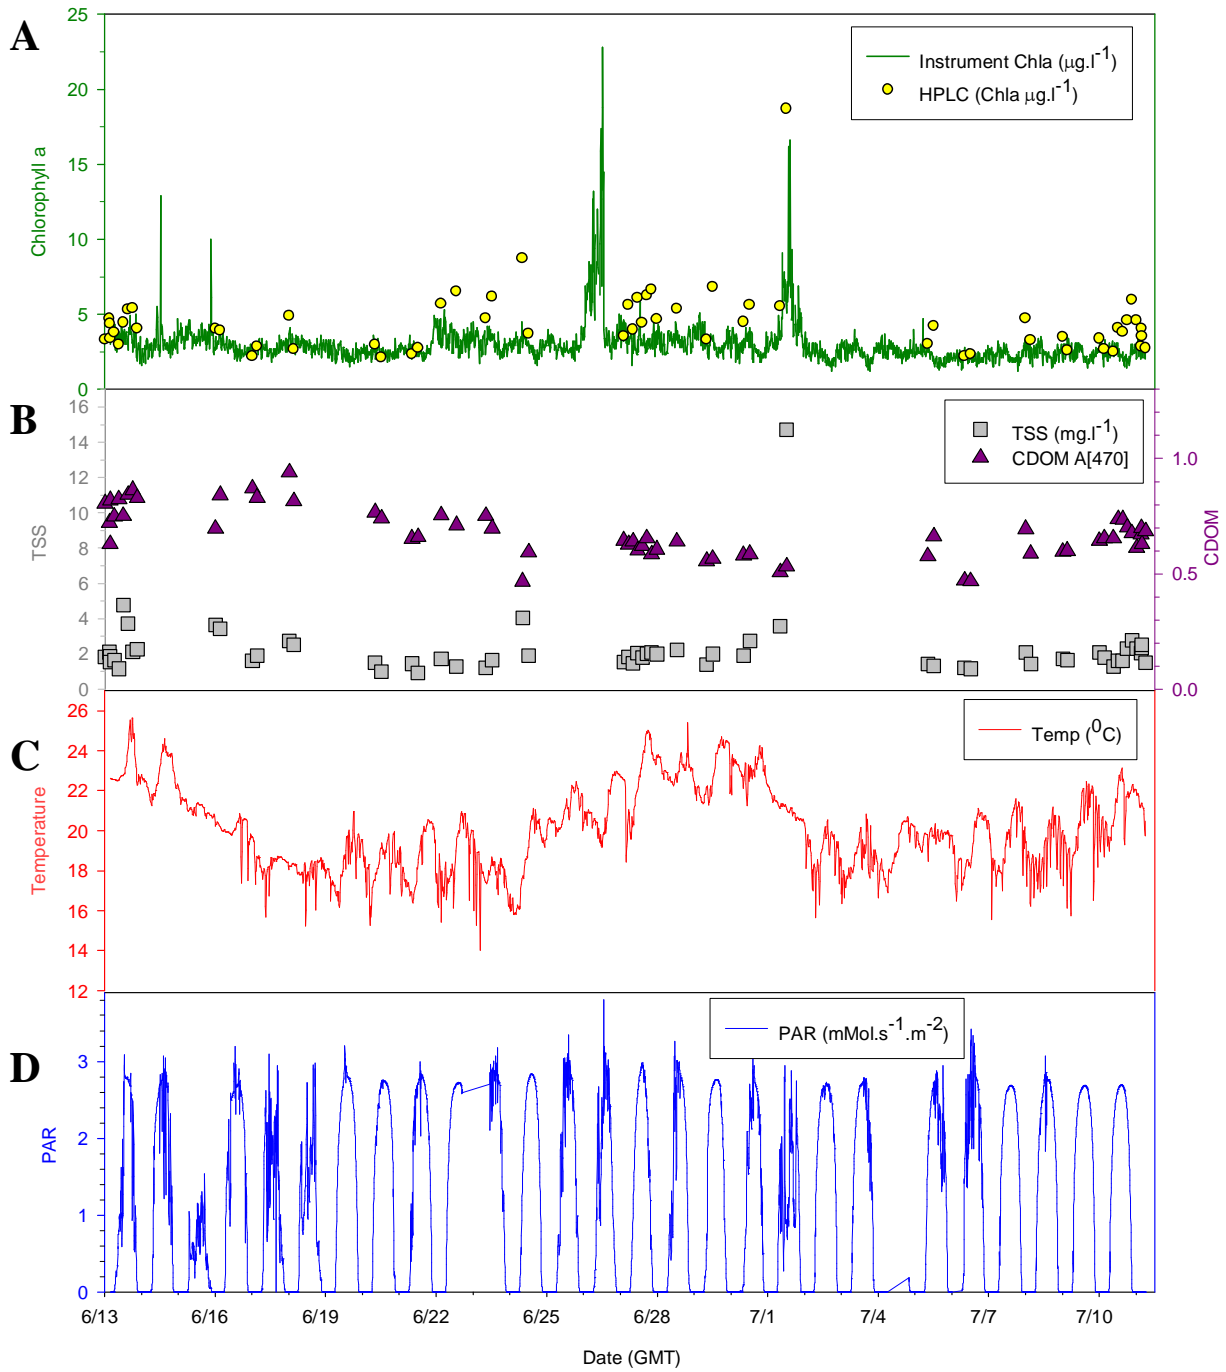 A
25
20
15
10
5
0
Chlorophyll a
Instrument Chla (μg.l⁻¹)
HPLC (Chla μg.l⁻¹)
B
16
14
12
10
8
6
4
2
0
TSS
TSS (mg.l⁻¹)
CDOM A[470]
1.0
0.5
0.0
CDOM
C
26
24
22
20
18
16
14
12
Temperature
Temp (⁰C)
D
3
2
1
0
PAR
PAR (mMol.s⁻¹.m⁻²)
6/13 6/16 6/19 6/22 6/25 6/28 7/1 7/4 7/7 7/10
Date (GMT)